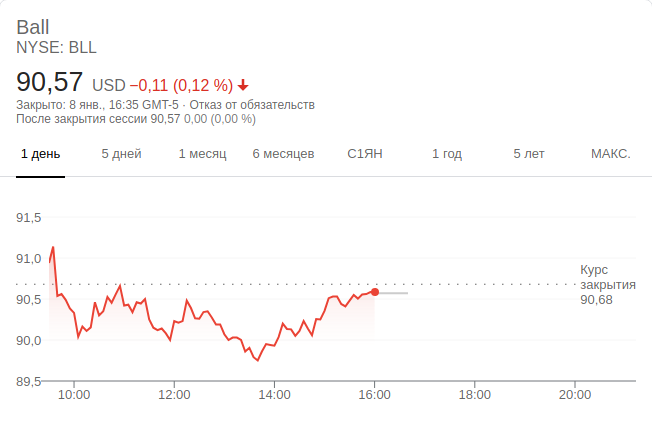 Ball
NYSE: BLL
90,57 USD −0,11 (0,12 %)
Закрыто: 8 янв., 16:35 GMT-5 · Отказ от обязательств
После закрытия сессии 90,57 0,00 (0,00 %)
1 день 5 дней 1 месяц 6 месяцев С1ЯН 1 год 5 лет МАКС.
91,5
91,0
Курс
закрытия
90,68
90,5
90,0
89,5
10:00 12:00 14:00 16:00 18:00 20:00